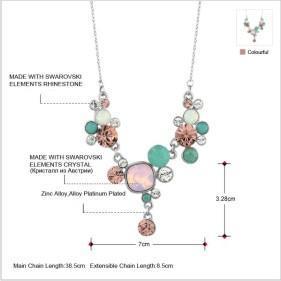 Colourful
MADE WITH SWAROVSKI
ELEMENTS RHINESTONE
MADE WITH SWAROVSKI
ELEMENTS CRYSTAL
(Кристалл из Австрии)
Zinc Alloy,Alloy Platinum Plated
3.28cm
7cm
Main Chain Length:38.5cm Extensible Chain Length:8.5cm